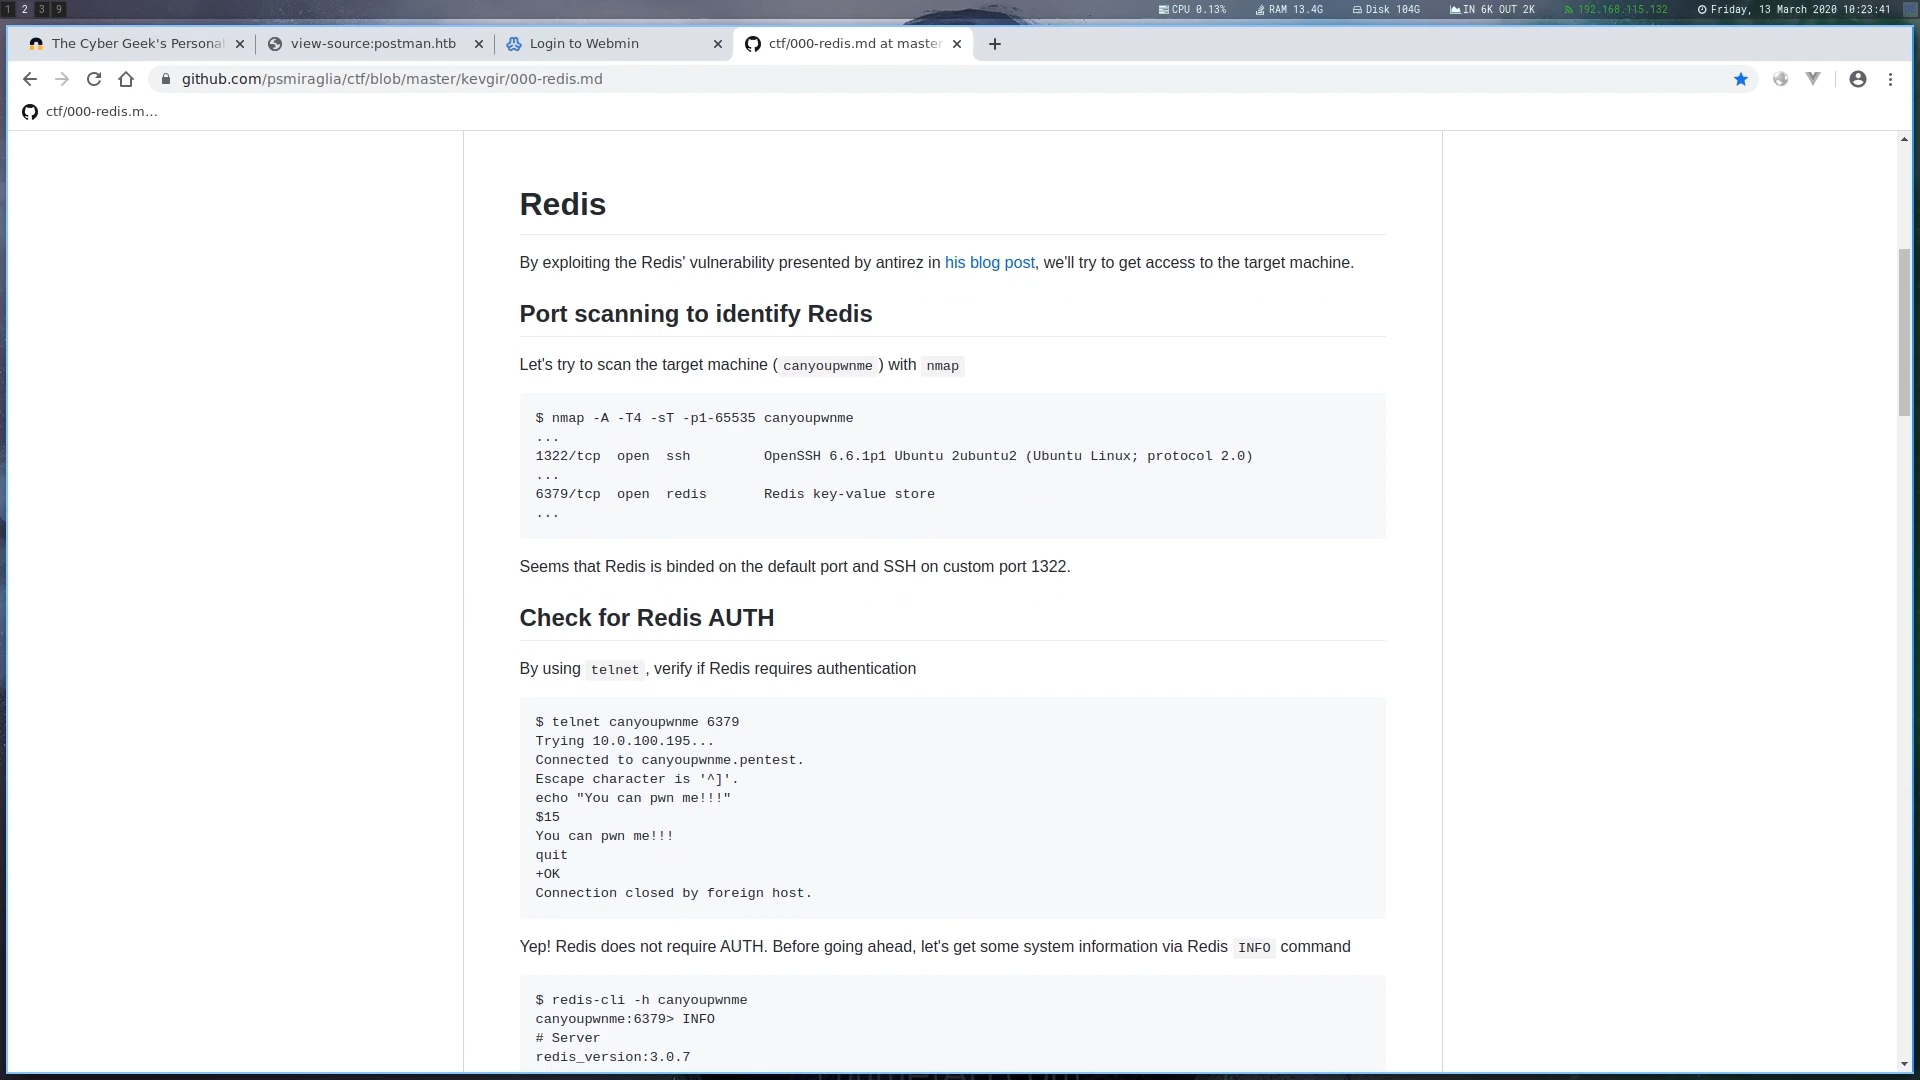 1 2 3 9 CPU 0.13% RAM 13.4G Disk 104G IN 6K OUT 2K 192.168.115.132 Friday, 13 March 2020 10:23:41
The Cyber Geek's Personal view-source:postman.htb Login to Webmin ctf/000-redis.md at master
github.com/psmiraglia/ctf/blob/master/kevgir/000-redis.md
ctf/000-redis.m...
Redis
By exploiting the Redis' vulnerability presented by antirez in his blog post, we'll try to get access to the target machine.
Port scanning to identify Redis
Let's try to scan the target machine ( canyoupwnme ) with nmap
$ nmap -A -T4 -sT -p1-65535 canyoupwnme
...
1322/tcp  open  ssh         OpenSSH 6.6.1p1 Ubuntu 2ubuntu2 (Ubuntu Linux; protocol 2.0)
...
6379/tcp  open  redis       Redis key-value store
...
Seems that Redis is binded on the default port and SSH on custom port 1322.
Check for Redis AUTH
By using telnet , verify if Redis requires authentication
$ telnet canyoupwnme 6379
Trying 10.0.100.195...
Connected to canyoupwnme.pentest.
Escape character is '^]'.
echo "You can pwn me!!!"
$15
You can pwn me!!!
quit
+OK
Connection closed by foreign host.
Yep! Redis does not require AUTH. Before going ahead, let's get some system information via Redis INFO command
$ redis-cli -h canyoupwnme
canyoupwnme:6379> INFO
# Server
redis_version:3.0.7